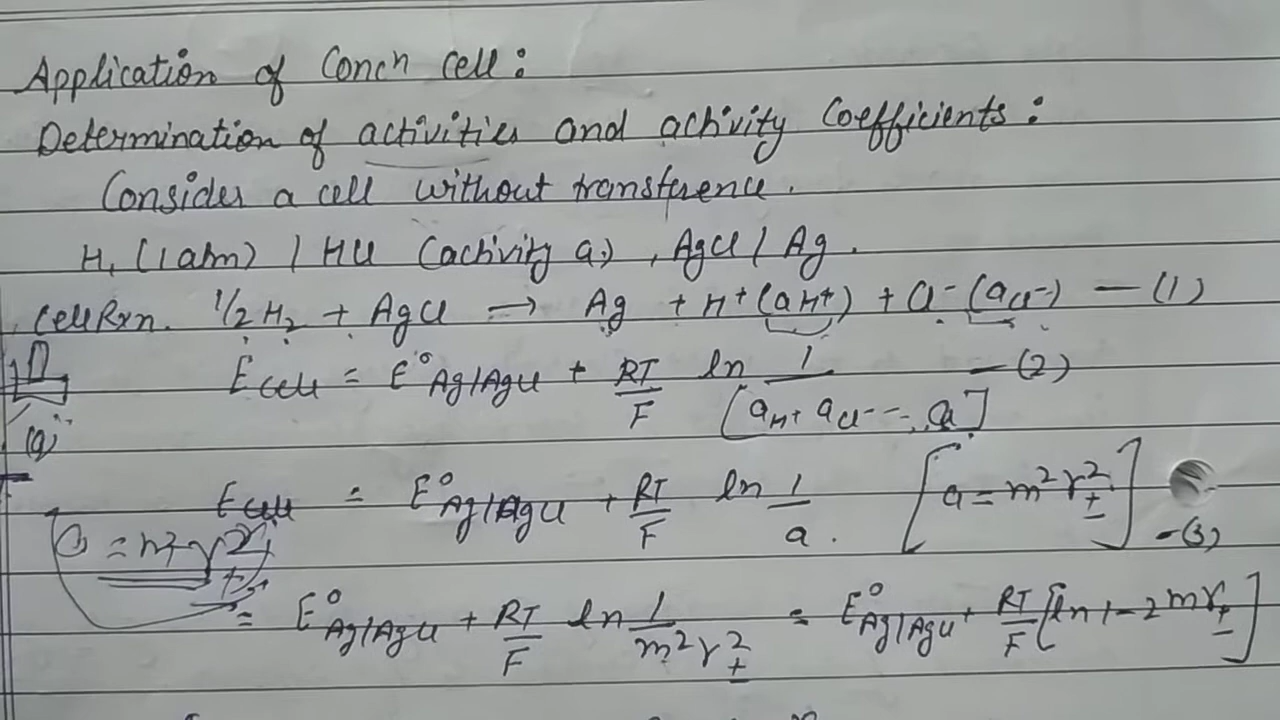 Application of Concn cell:
Determination of activities and activity Coefficients:
Consider a cell without transference.
H₂ (1 atm) / HCl (activity a), AgCl / Ag.
Cell Rxn. 1/2 H₂ + AgCl → Ag + H⁺ (aH⁺) + Cl⁻ (aCl⁻) — (1)
Ecell = E° Ag/AgCl + RT/F ln 1/[aH⁺ aCl⁻ --, a] — (2)
(a)
Ecell = E° Ag/AgCl + RT/F ln 1/a. [a = m²γ±²] — (3)
a = m²γ±²
= E° Ag/AgCl + RT/F ln 1/m²γ±² = E° Ag/AgCl + RT/F [ln 1 - 2 mγ±]